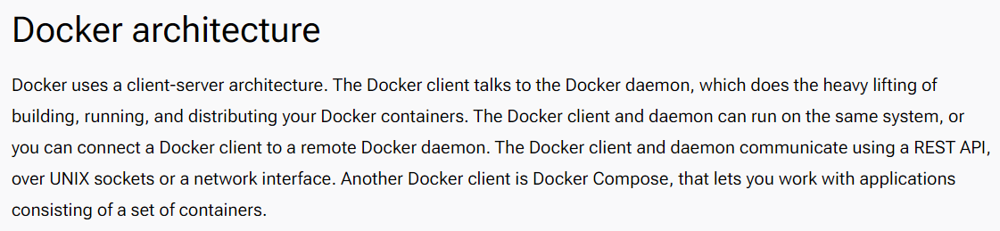 Docker architecture
Docker uses a client-server architecture. The Docker client talks to the Docker daemon, which does the heavy lifting of
building, running, and distributing your Docker containers. The Docker client and daemon can run on the same system, or
you can connect a Docker client to a remote Docker daemon. The Docker client and daemon communicate using a REST API,
over UNIX sockets or a network interface. Another Docker client is Docker Compose, that lets you work with applications
consisting of a set of containers.